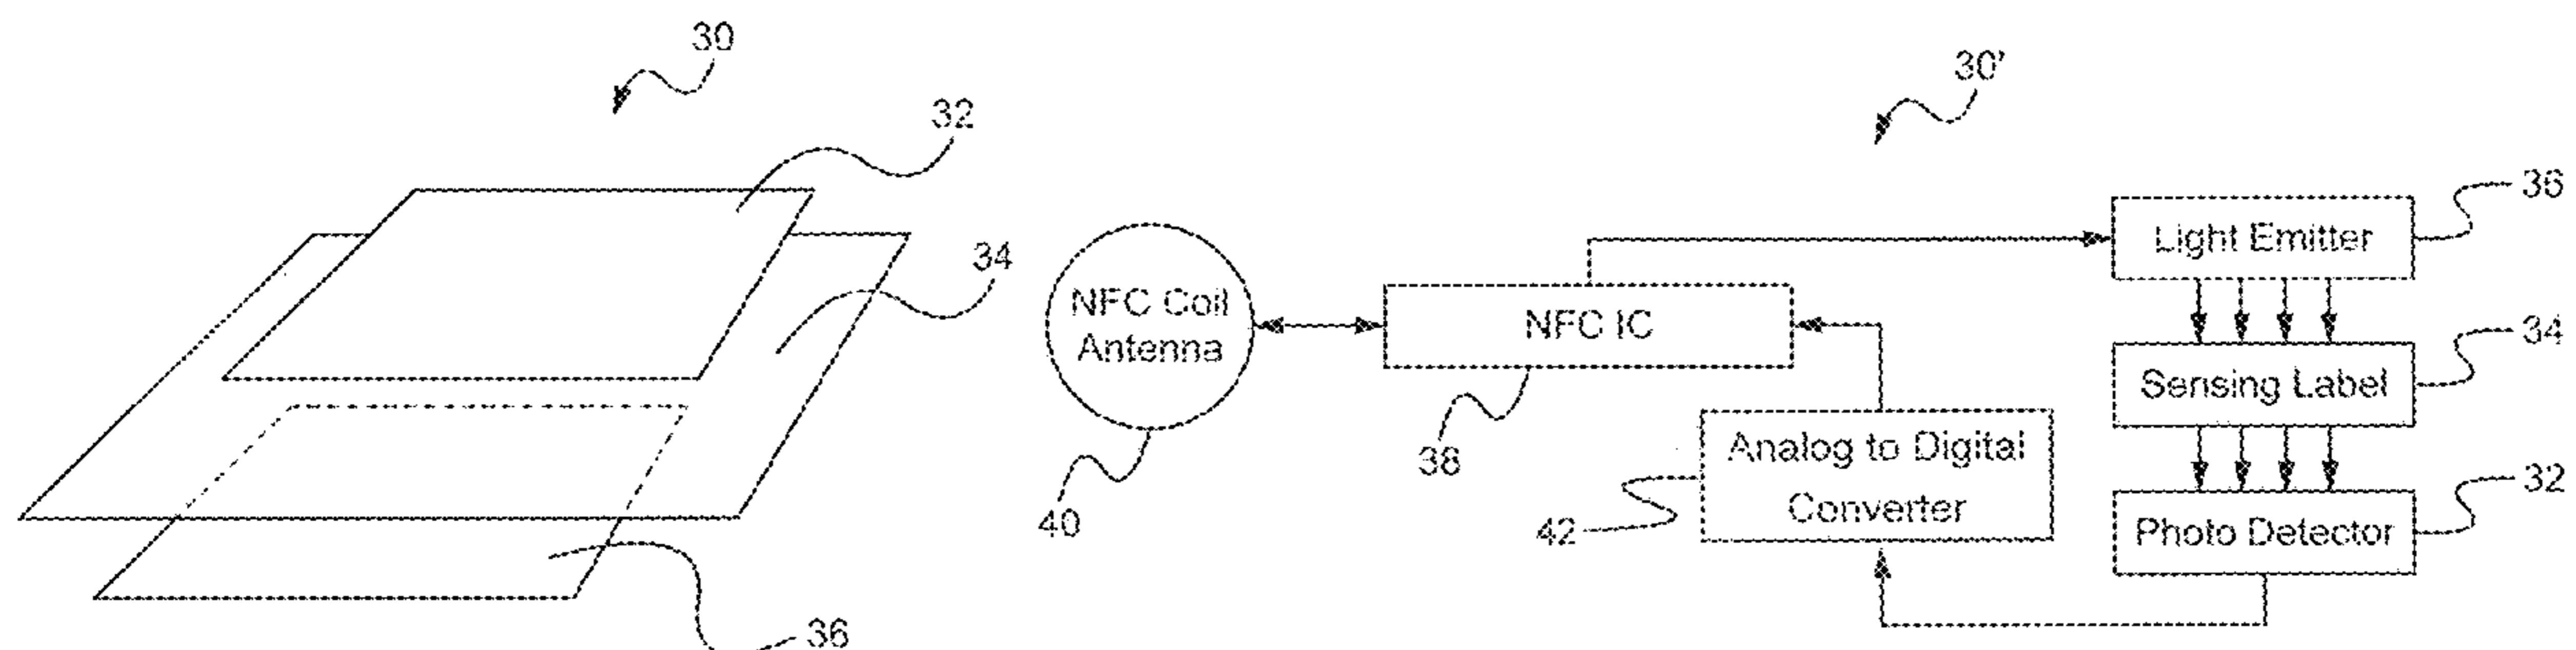 30
32
34
36
30'
36
Light Emitter
NFC Coil
Antenna
NFC IC
34
Sensing Label
38
Analog to Digital
Converter
40
42
32
Photo Detector